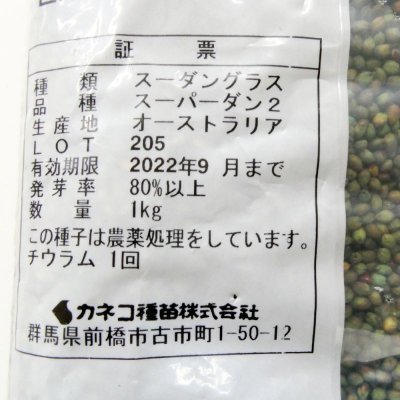 証 票
種 類 スーダングラス
品 種 スーパーダン2
生 産 地 オーストラリア
LOT 205
有効期限 2022年9 月まで
発 芽 率 80%以上
数 量 1kg
この種子は農薬処理をしています。
チウラム 1回
カネコ種苗株式会社
群馬県前橋市古市町1-50-12